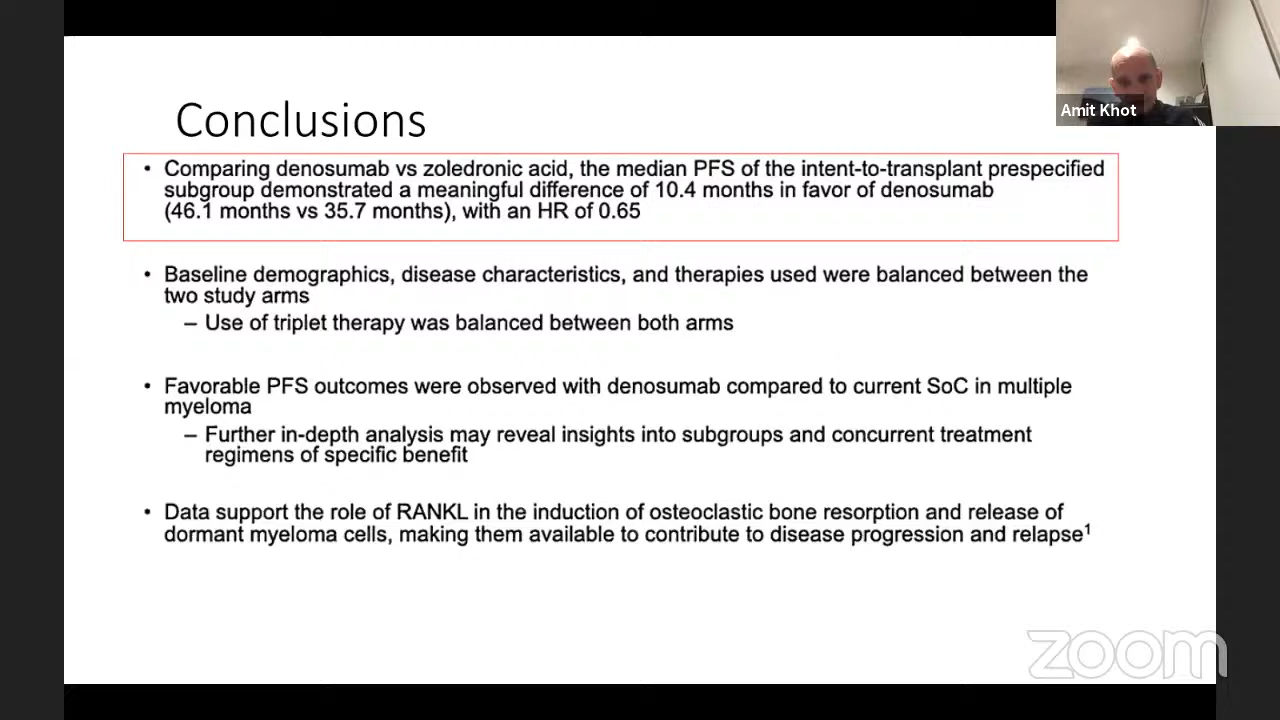 Amit Khot
Conclusions
• Comparing denosumab vs zoledronic acid, the median PFS of the intent-to-transplant prespecified
subgroup demonstrated a meaningful difference of 10.4 months in favor of denosumab
(46.1 months vs 35.7 months), with an HR of 0.65
• Baseline demographics, disease characteristics, and therapies used were balanced between the
two study arms
– Use of triplet therapy was balanced between both arms
• Favorable PFS outcomes were observed with denosumab compared to current SoC in multiple
myeloma
– Further in-depth analysis may reveal insights into subgroups and concurrent treatment
regimens of specific benefit
• Data support the role of RANKL in the induction of osteoclastic bone resorption and release of
dormant myeloma cells, making them available to contribute to disease progression and relapse¹
zoom